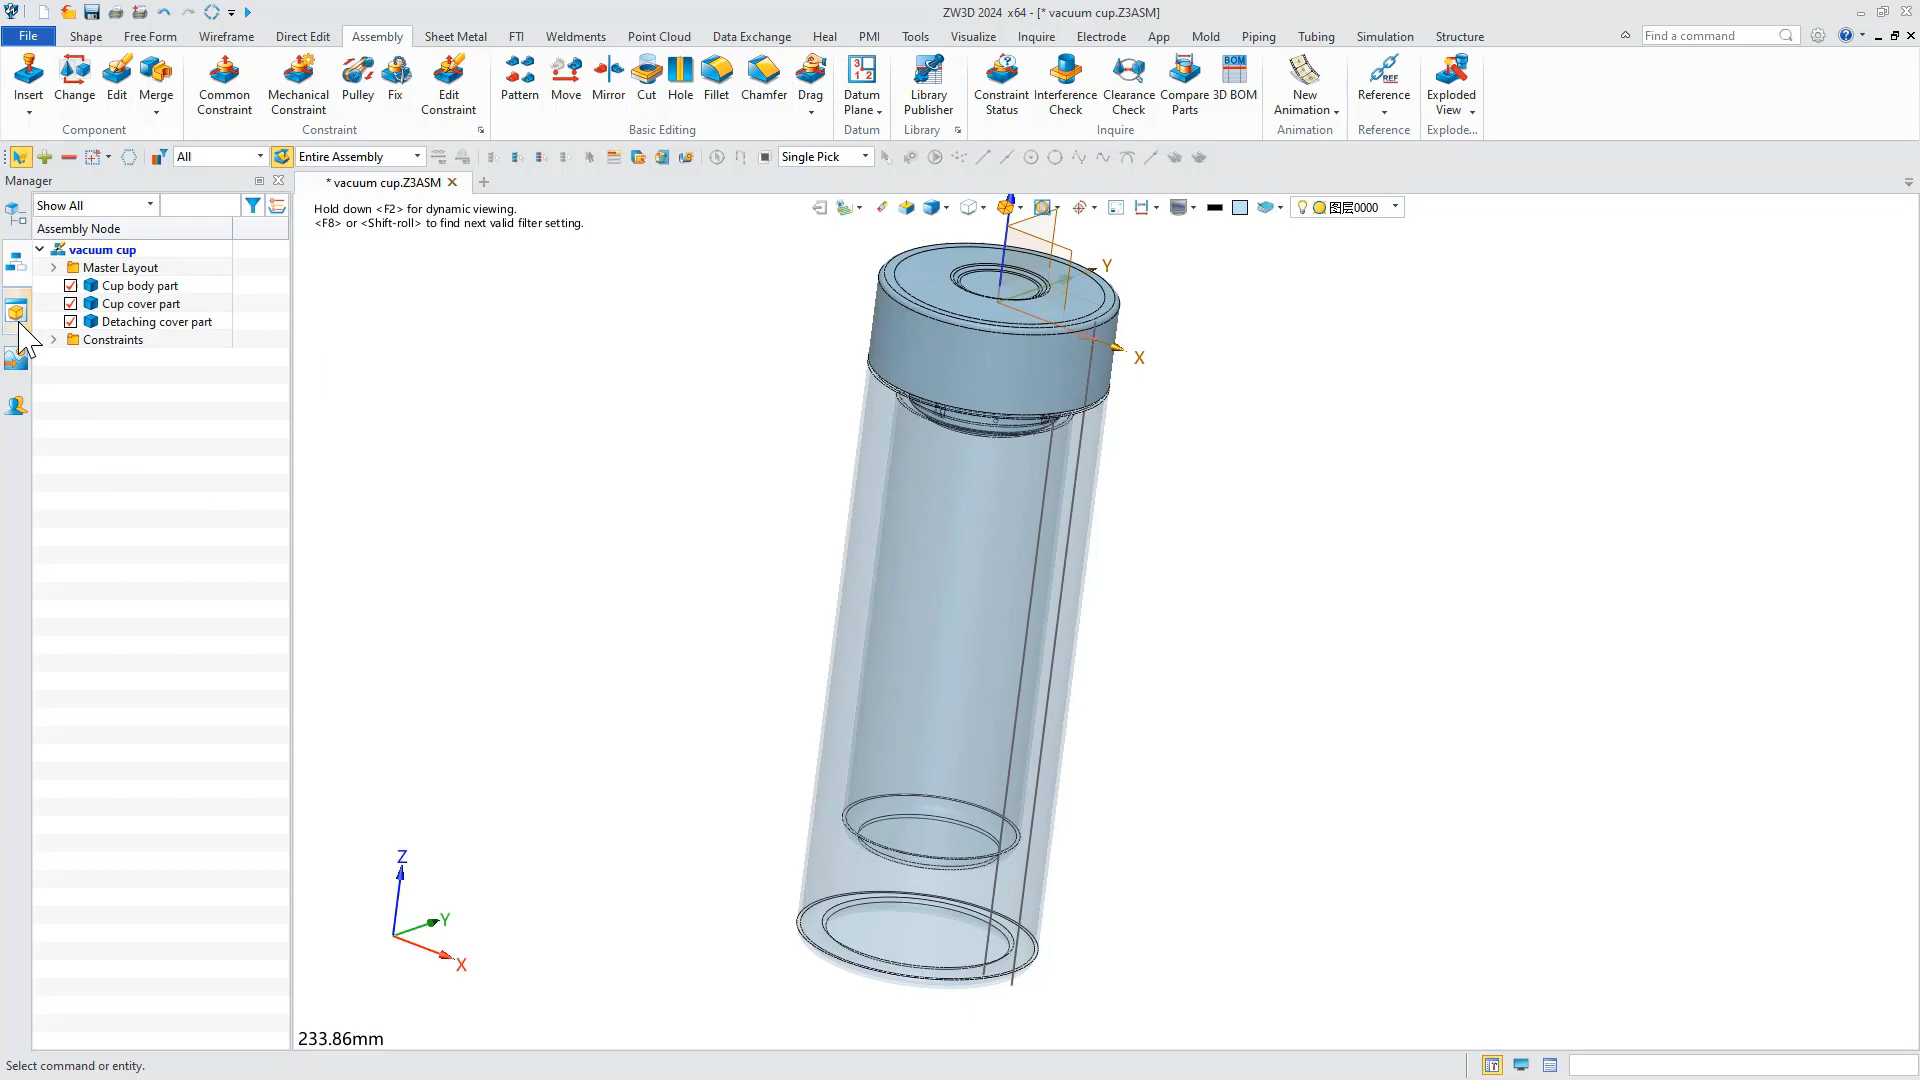 ZW3D 2024 x64 - [* vacuum cup.Z3ASM]
File Shape Free Form Wireframe Direct Edit Assembly Sheet Metal FTI Weldments Point Cloud Data Exchange Heal PMI Tools Visualize Inquire Electrode App Mold Piping Tubing Simulation Structure Find a command
Insert Change Edit Merge Common Constraint Mechanical Constraint Pulley Fix Edit Constraint Pattern Move Mirror Cut Hole Fillet Chamfer Drag Datum Plane Library Publisher Constraint Status Interference Check Clearance Check Compare Parts 3D BOM New Animation Reference Exploded View
Component Constraint Basic Editing Datum Library Inquire Animation Reference Explode...
All Entire Assembly Single Pick
Manager
* vacuum cup.Z3ASM
Show All
Hold down <F2> for dynamic viewing.
<F8> or <Shift-roll> to find next valid filter setting.
图层0000
Assembly Node
vacuum cup
Master Layout
Cup body part
Cup cover part
Detaching cover part
Constraints
Y
X
Z
Y
X
233.86mm
Select command or entity.